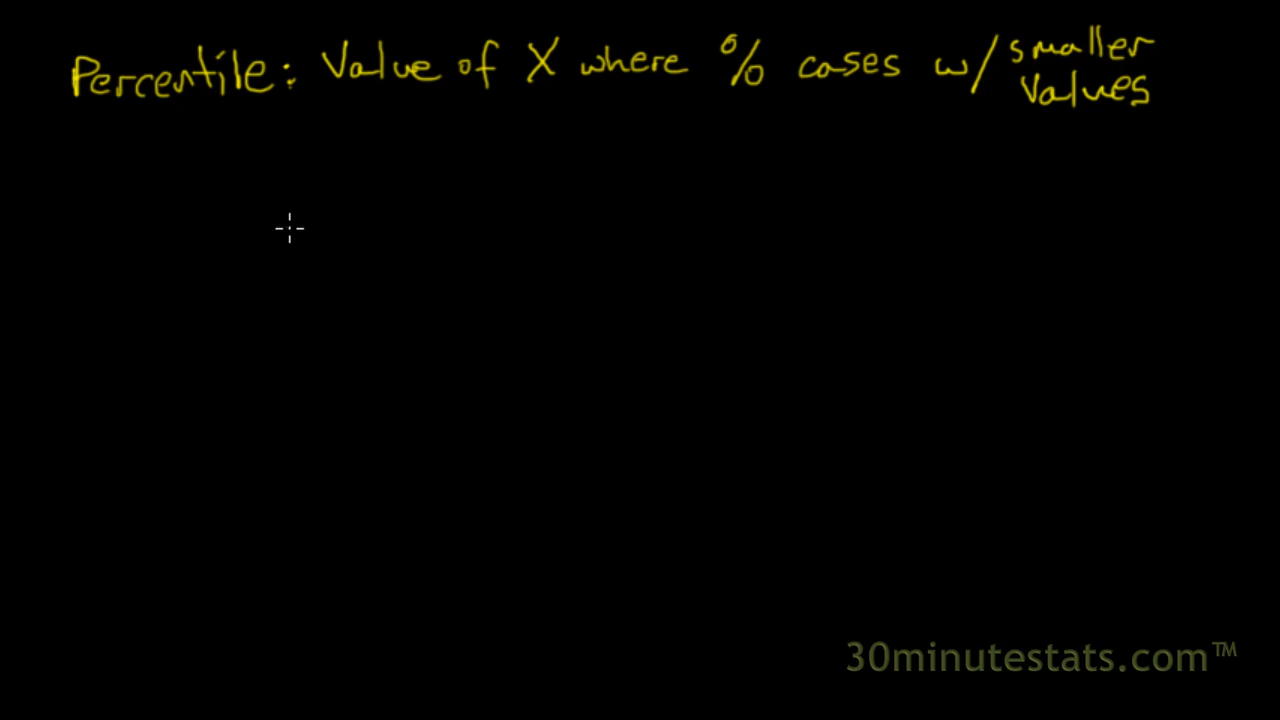 Percentile: Value of X where % cases w/ smaller
values
30minutestats.com™